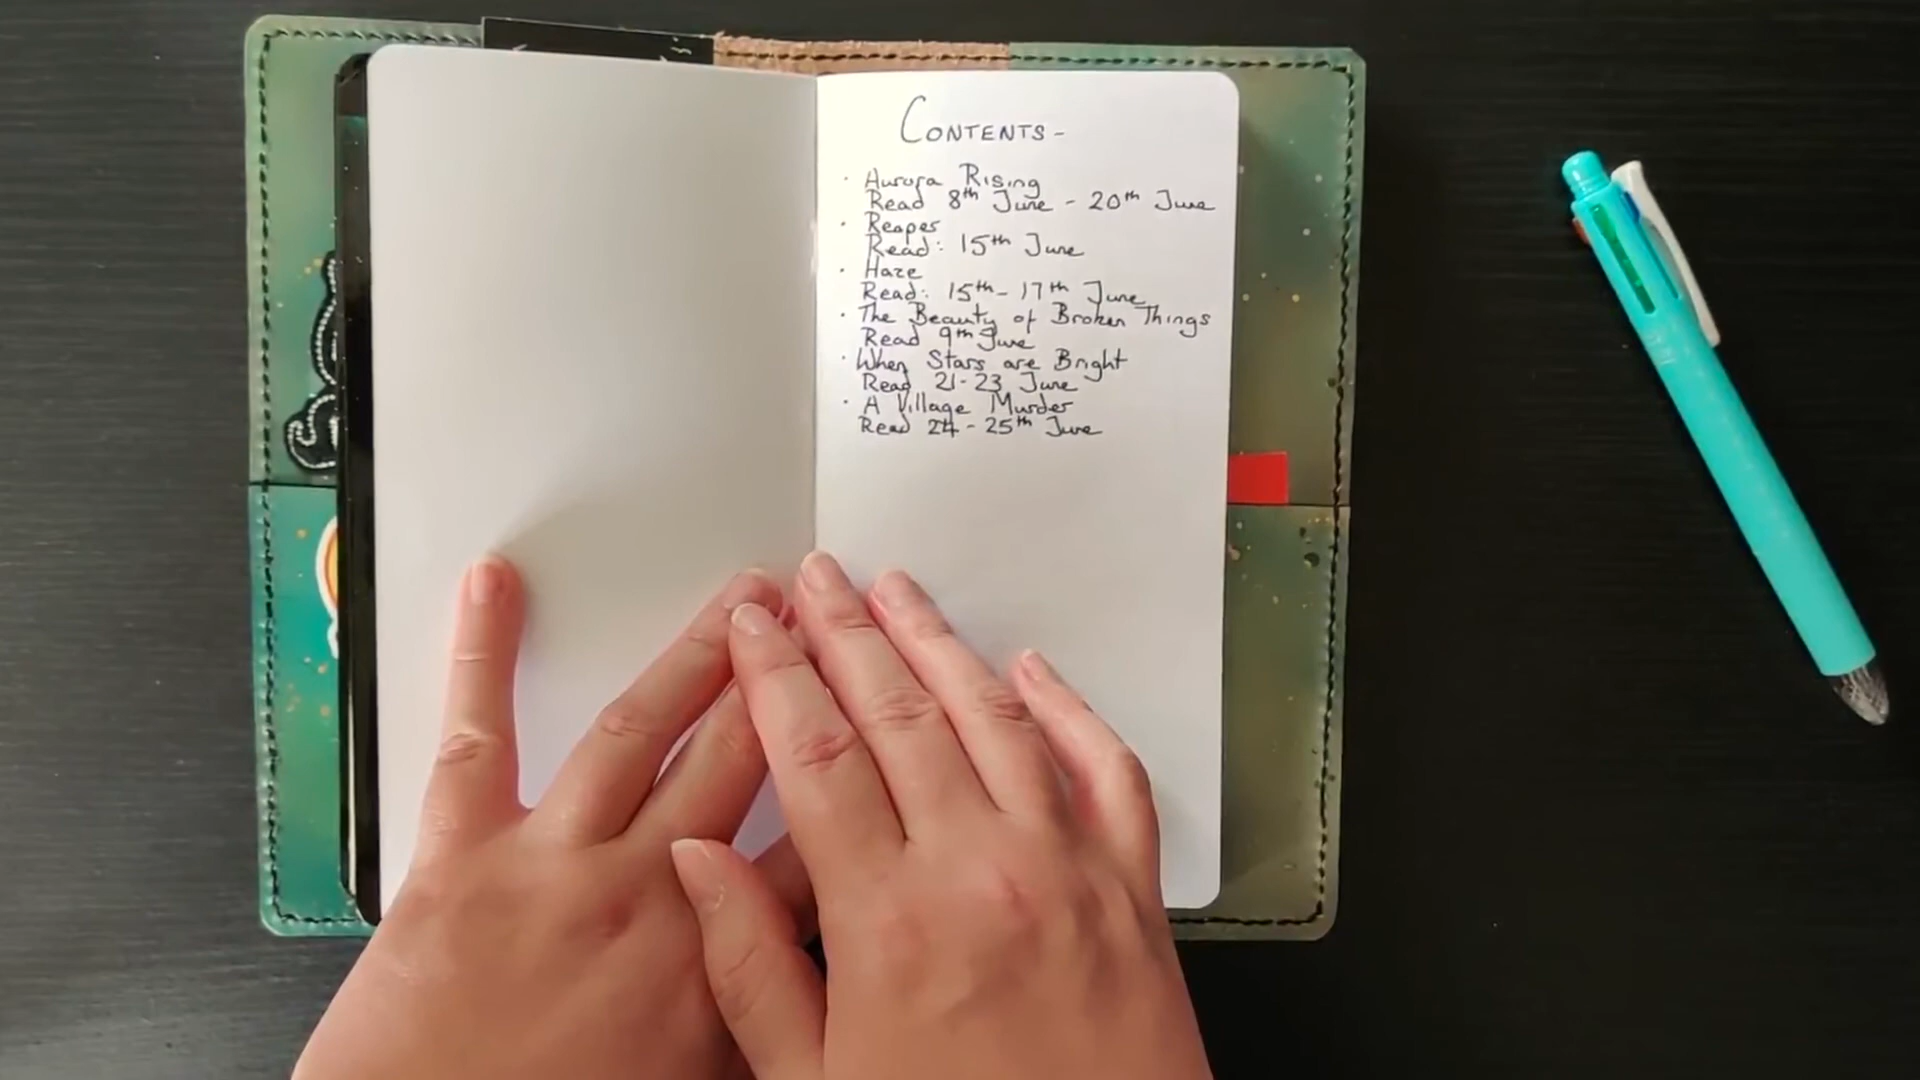 CONTENTS -
· Aurora Rising
Read 8th June - 20th June
· Reaper
Read: 15th June
· Haze
Read: 15th - 17th June
· The Beauty of Broken Things
Read 9th June
· When Stars are Bright
Read 21 - 23 June
· A Village Murder
Read 24 - 25th June